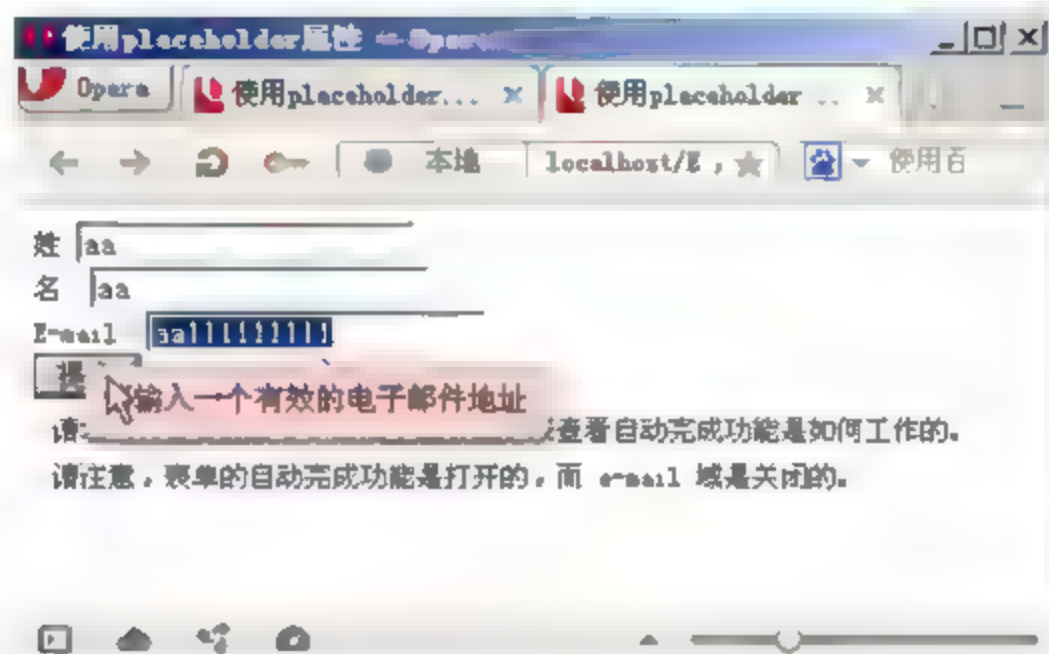 使用placeholder属性 - Opera
Opera
使用placeholder...
使用placeholder ..
本地
localhost/E
使用百
姓 aa
名 aa
E-mail
提
输入一个有效的电子邮件地址
请
查看自动完成功能是如何工作的。
请注意，表单的自动完成功能是打开的，而 e-mail 域是关闭的。